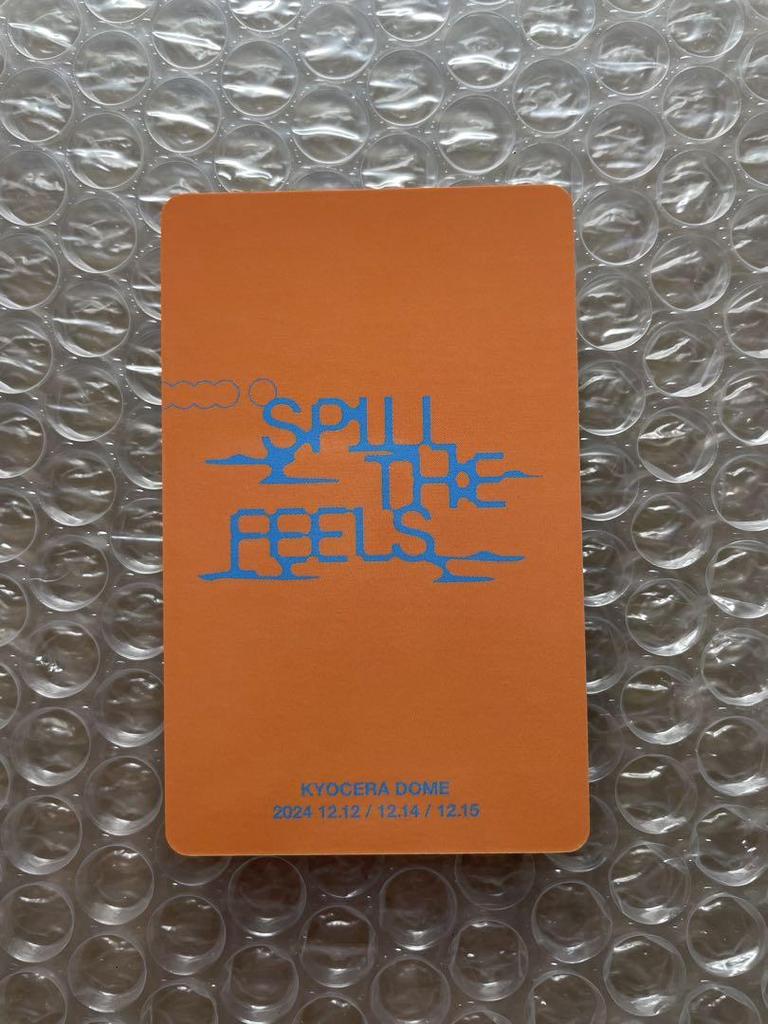 SPILL
THE
FEELS
KYOCERA DOME
2024 12.12 / 12.14 / 12.15